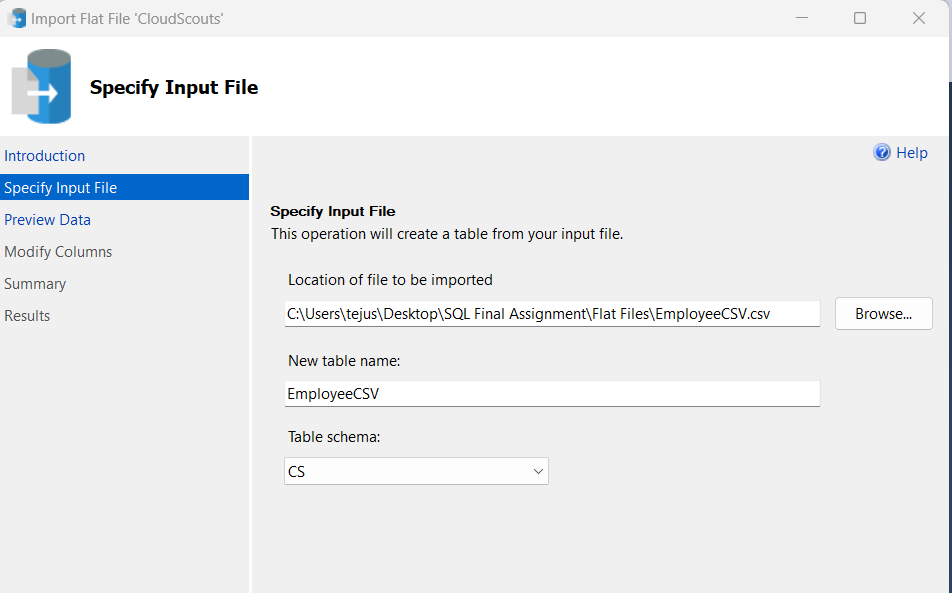 Import Flat File 'CloudScouts'
Specify Input File
Introduction
Specify Input File
Preview Data
Modify Columns
Summary
Results
Help
Specify Input File
This operation will create a table from your input file.
Location of file to be imported
C:\Users\tejus\Desktop\SQL Final Assignment\Flat Files\EmployeeCSV.csv
Browse...
New table name:
EmployeeCSV
Table schema:
CS